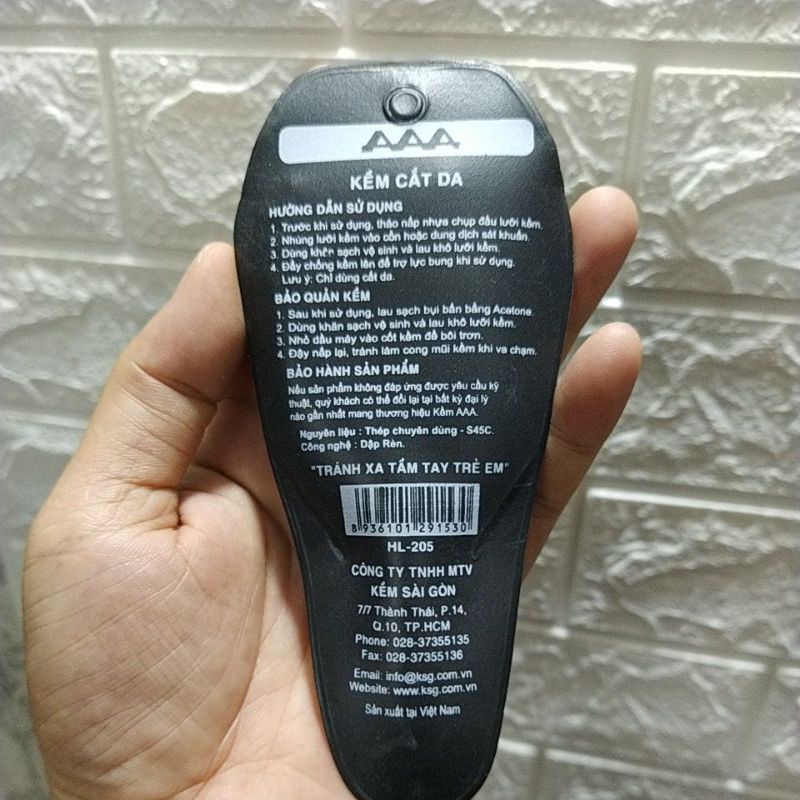 AAA
KỀM CẮT DA
HƯỚNG DẪN SỬ DỤNG
1. Trước khi sử dụng, tháo nắp nhựa chụp đầu lưỡi kềm.
2. Nhúng lưỡi kềm vào cồn hoặc dung dịch sát khuẩn.
3. Dùng khăn sạch vệ sinh và lau khô lưỡi kềm.
4. Đẩy chống kềm lên để trợ lực bung khi sử dụng.
Lưu ý: Chỉ dùng cắt da.
BẢO QUẢN KỀM
1. Sau khi sử dụng, lau sạch bụi bẩn bằng Acetone.
2. Dùng khăn sạch vệ sinh và lau khô lưỡi kềm.
3. Nhỏ dầu máy vào cốt kềm để bôi trơn.
4. Đậy nắp lại, tránh làm cong mũi kềm khi va chạm.
BẢO HÀNH SẢN PHẨM
Nếu sản phẩm không đáp ứng được yêu cầu kỹ
thuật, quý khách có thể đổi lại tại bất kỳ đại lý
nào gần nhất mang thương hiệu Kềm AAA.
Nguyên liệu : Thép chuyên dùng - S45C.
Công nghệ : Dập Rèn.
"TRÁNH XA TẦM TAY TRẺ EM"
8 936101 291530
HL-205
CÔNG TY TNHH MTV
KỀM SÀI GÒN
7/7 Thành Thái, P.14,
Q.10, TP.HCM
Phone: 028-37355135
Fax: 028-37355136
Email: info@ksg.com.vn
Website: www.ksg.com.vn
Sản xuất tại Việt Nam